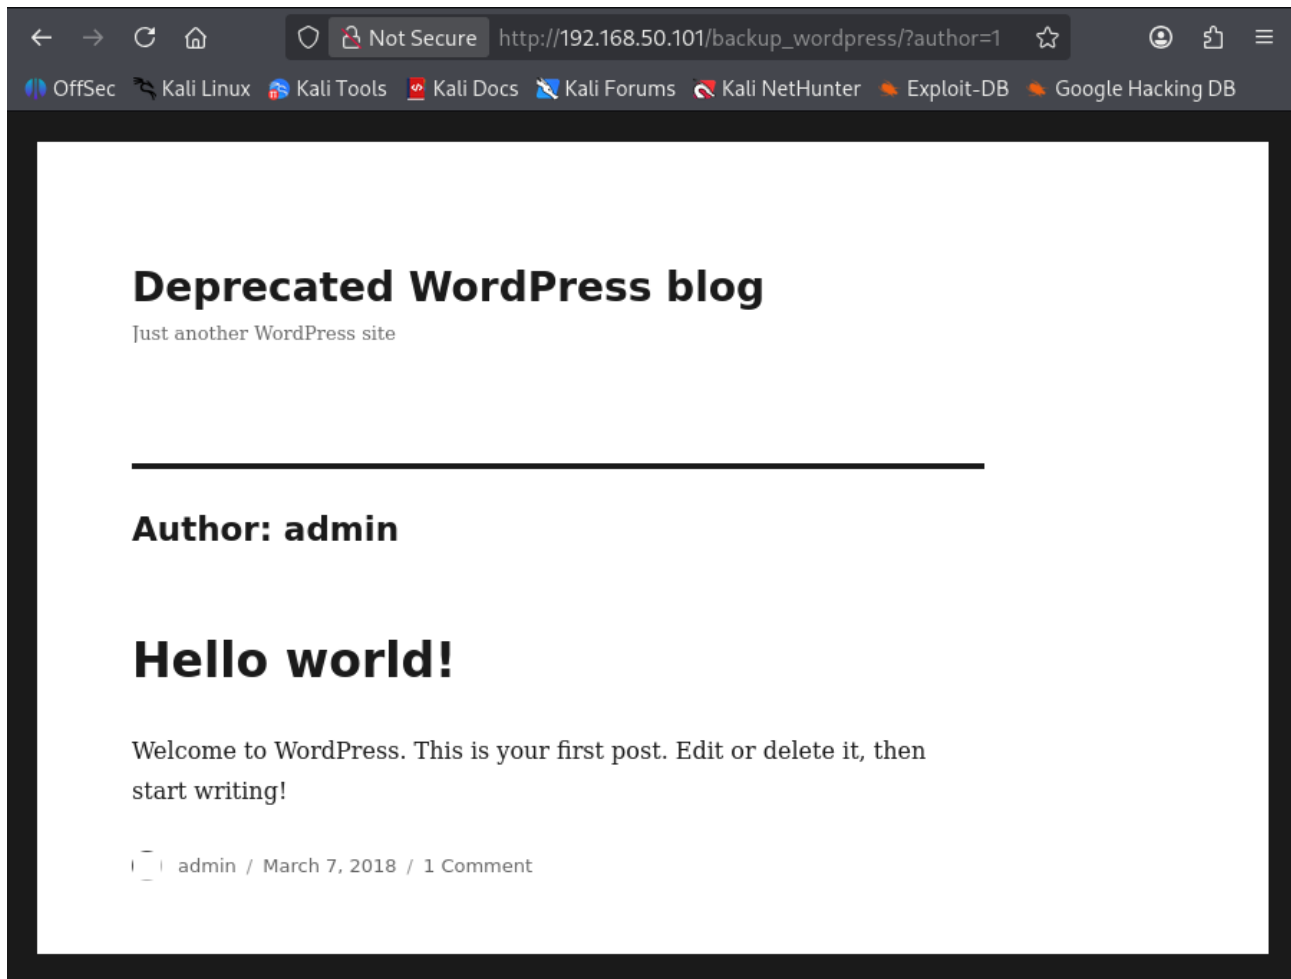 Not Secure http://192.168.50.101/backup_wordpress/?author=1
OffSec Kali Linux Kali Tools Kali Docs Kali Forums Kali NetHunter Exploit-DB Google Hacking DB
Deprecated WordPress blog
Just another WordPress site
Author: admin
Hello world!
Welcome to WordPress. This is your first post. Edit or delete it, then
start writing!
admin / March 7, 2018 / 1 Comment